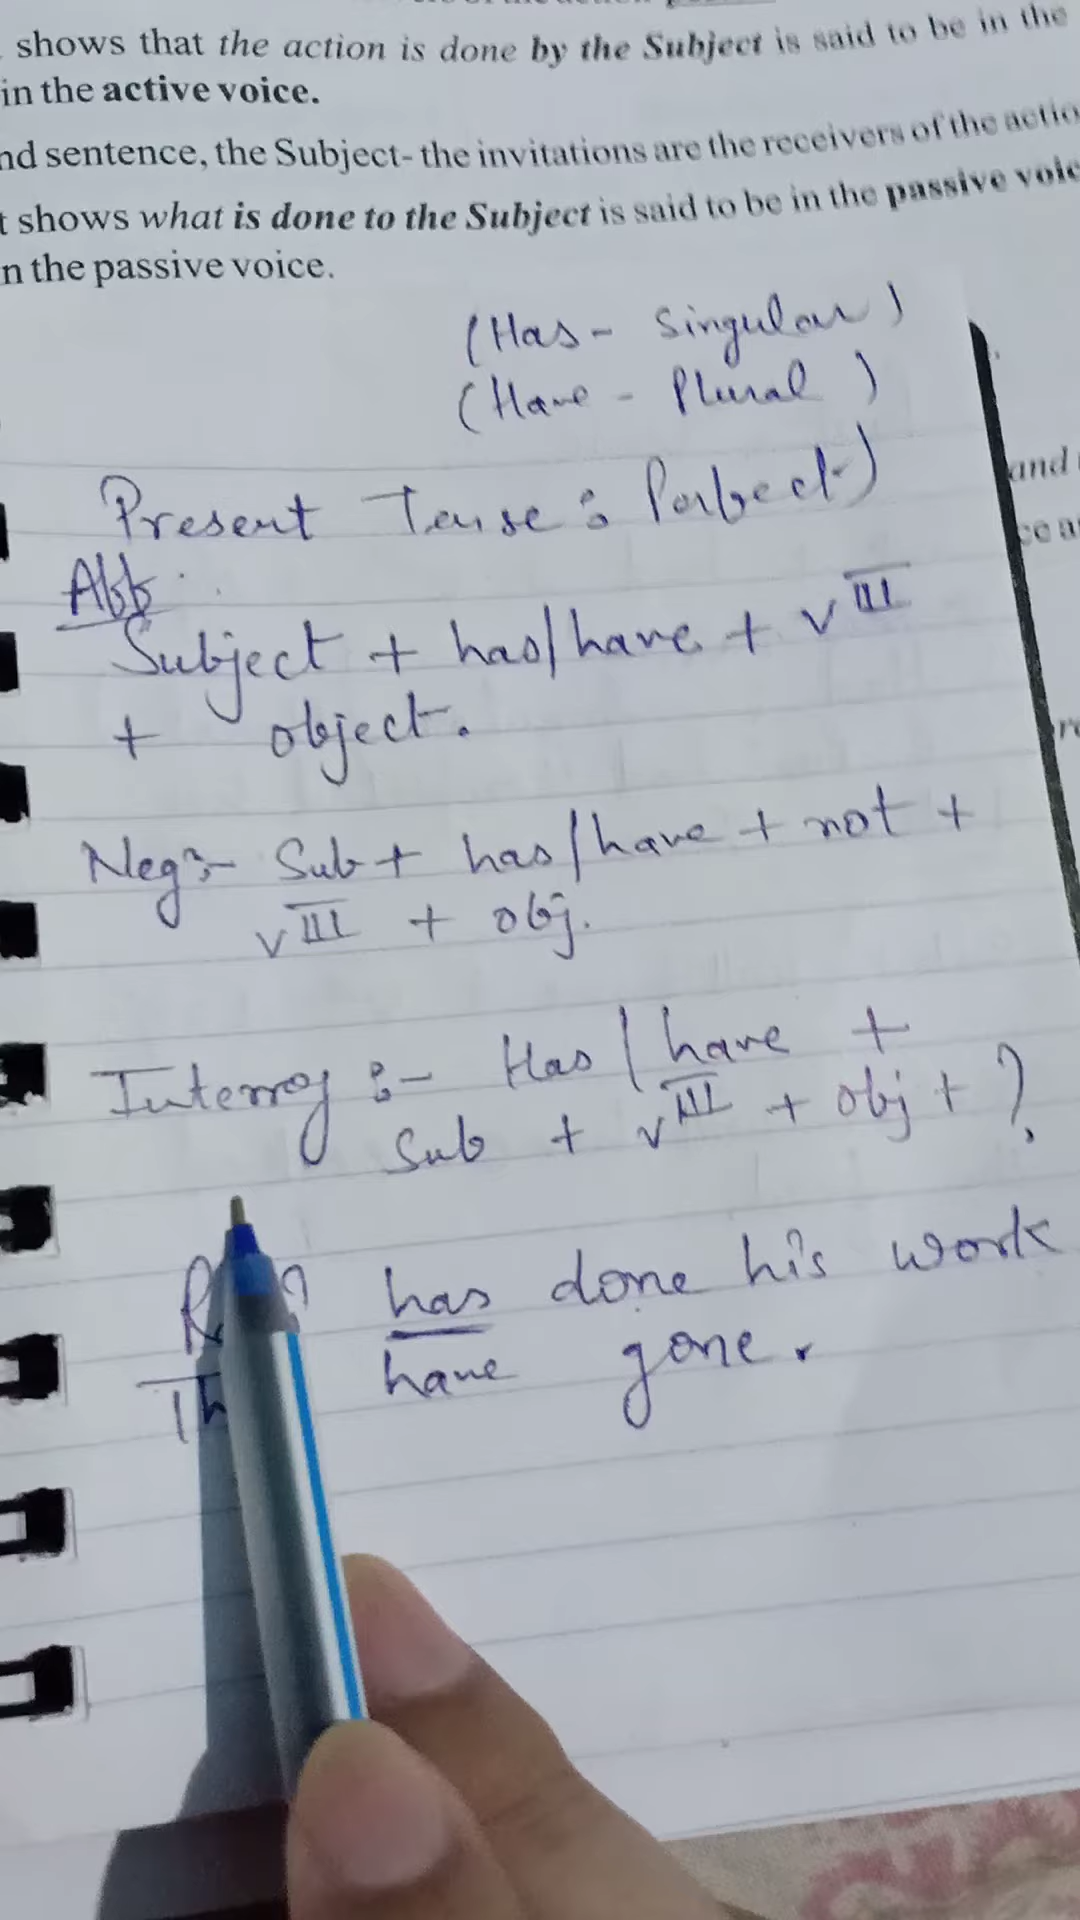 shows that the action is done by the Subject is said to be in the
in the active voice.
nd sentence, the Subject- the invitations are the receivers of the actio
t shows what is done to the Subject is said to be in the passive voic
n the passive voice.
(Has - Singular)
(Have - Plural)
and
Present Tense : Perfect)
ce a
Aff
Subject + has/have + v III
+ object.
Neg :- Sub + has/have + not +
v III + obj.
Interrog :- Has / have +
Sub + v III + obj + ?
has done his work
have gone.